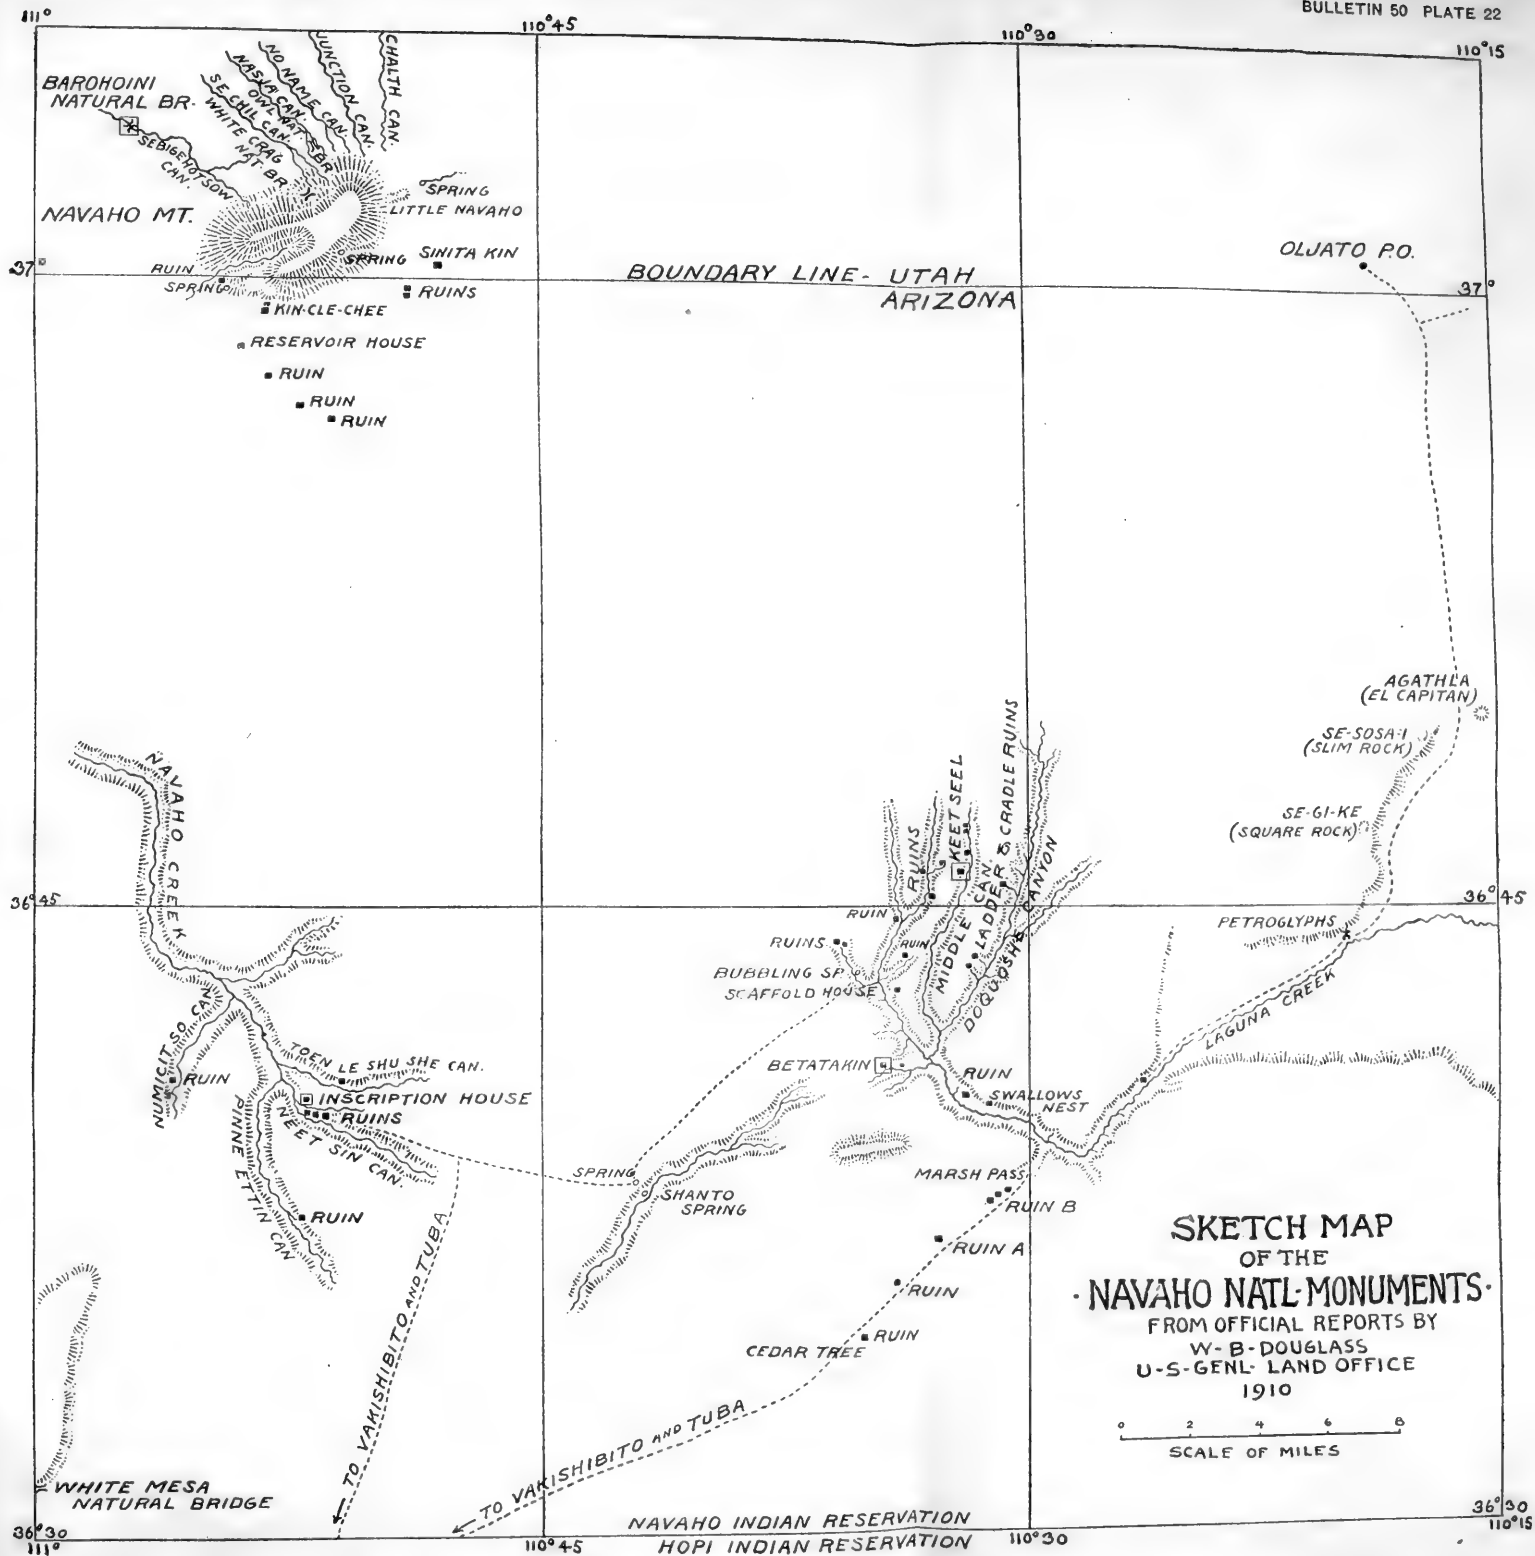 BULLETIN 50 PLATE 22
111°
110°45
110°30
110°15
BAROHOINI
NATURAL BR.
SEBIGEHOTSOW
CAN.
WHITE CRAG
NAT. BR
SE CHIL CAN.
OWL NAT BR
NASJA CAN.
NO NAME CAN.
JUNCTION CAN.
CHALTH CAN.
SPRING
LITTLE NAVAHO
NAVAHO MT.
SPRING
SINITA KIN
RUINS
37°
RUIN
SPRING
KIN-CLE-CHEE
RESERVOIR HOUSE
RUIN
RUIN
RUIN
BOUNDARY LINE- UTAH
ARIZONA
OLJATO P.O.
37°
AGATHLA
(EL CAPITAN)
SE-SOSA-I
(SLIM ROCK)
SE-GI-KE
(SQUARE ROCK)
NAVAHO CREEK
36°45
36°45
RUINS
KEET SEEL
LADDER & CRADLE RUINS
MIDDLE CAN.
DOQUOSHE CANYON
RUIN
RUINS
RUIN
BUBBLING SP.
SCAFFOLD HOUSE
PETROGLYPHS
LAGUNA CREEK
BETATAKIN
RUIN
SWALLOWS
NEST
NUMICIT SO CAN
RUIN
TOEN LE SHU SHE CAN.
INSCRIPTION HOUSE
RUINS
NEET SIN CAN.
PINNE ETTIN CAN
RUIN
SPRING
SHANTO
SPRING
MARSH PASS
RUIN B
RUIN A
RUIN
RUIN
CEDAR TREE
TO VAKISHIBITO AND TUBA
TO VAKISHIBITO AND TUBA
WHITE MESA
NATURAL BRIDGE
SKETCH MAP
OF THE
·NAVAHO NATL·MONUMENTS·
FROM OFFICIAL REPORTS BY
W-B-DOUGLASS
U-S-GENL- LAND OFFICE
1910
0 2 4 6 8
SCALE OF MILES
NAVAHO INDIAN RESERVATION
HOPI INDIAN RESERVATION
36°30
111°
110°45
110°30
36°30
110°15